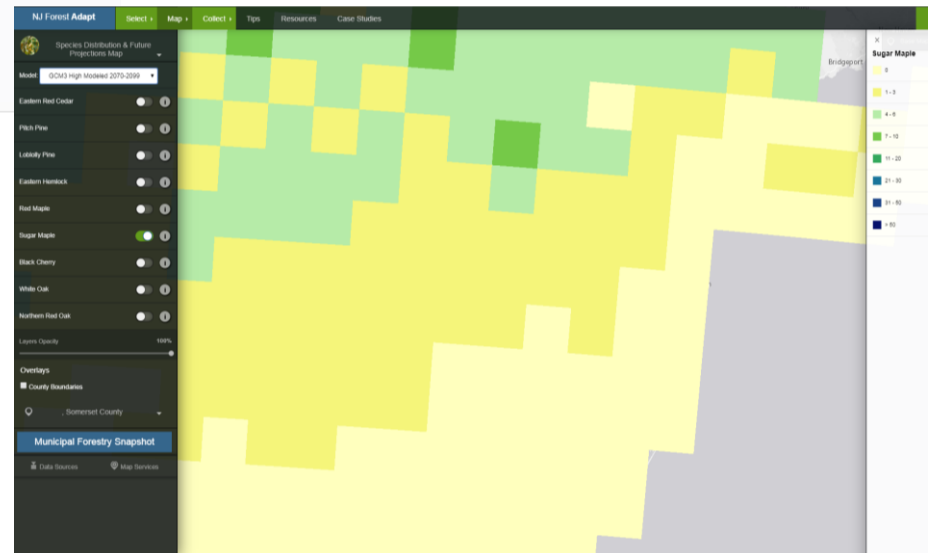 NJ Forest Adapt
Select
Map
Collect
Tips
Resources
Case Studies
Species Distribution & Future
Projections Map
Model: GCM3 High Modeled 2070-2099
Eastern Red Cedar
Pitch Pine
Loblolly Pine
Eastern Hemlock
Red Maple
Sugar Maple
Black Cherry
White Oak
Northern Red Oak
Layers Opacity 100%
Overlays
County Boundaries
, Somerset County
Municipal Forestry Snapshot
Data Sources
Map Services
Bridgeport
Sugar Maple
0
1 - 3
4 - 6
7 - 10
11 - 20
21 - 30
31 - 50
> 50